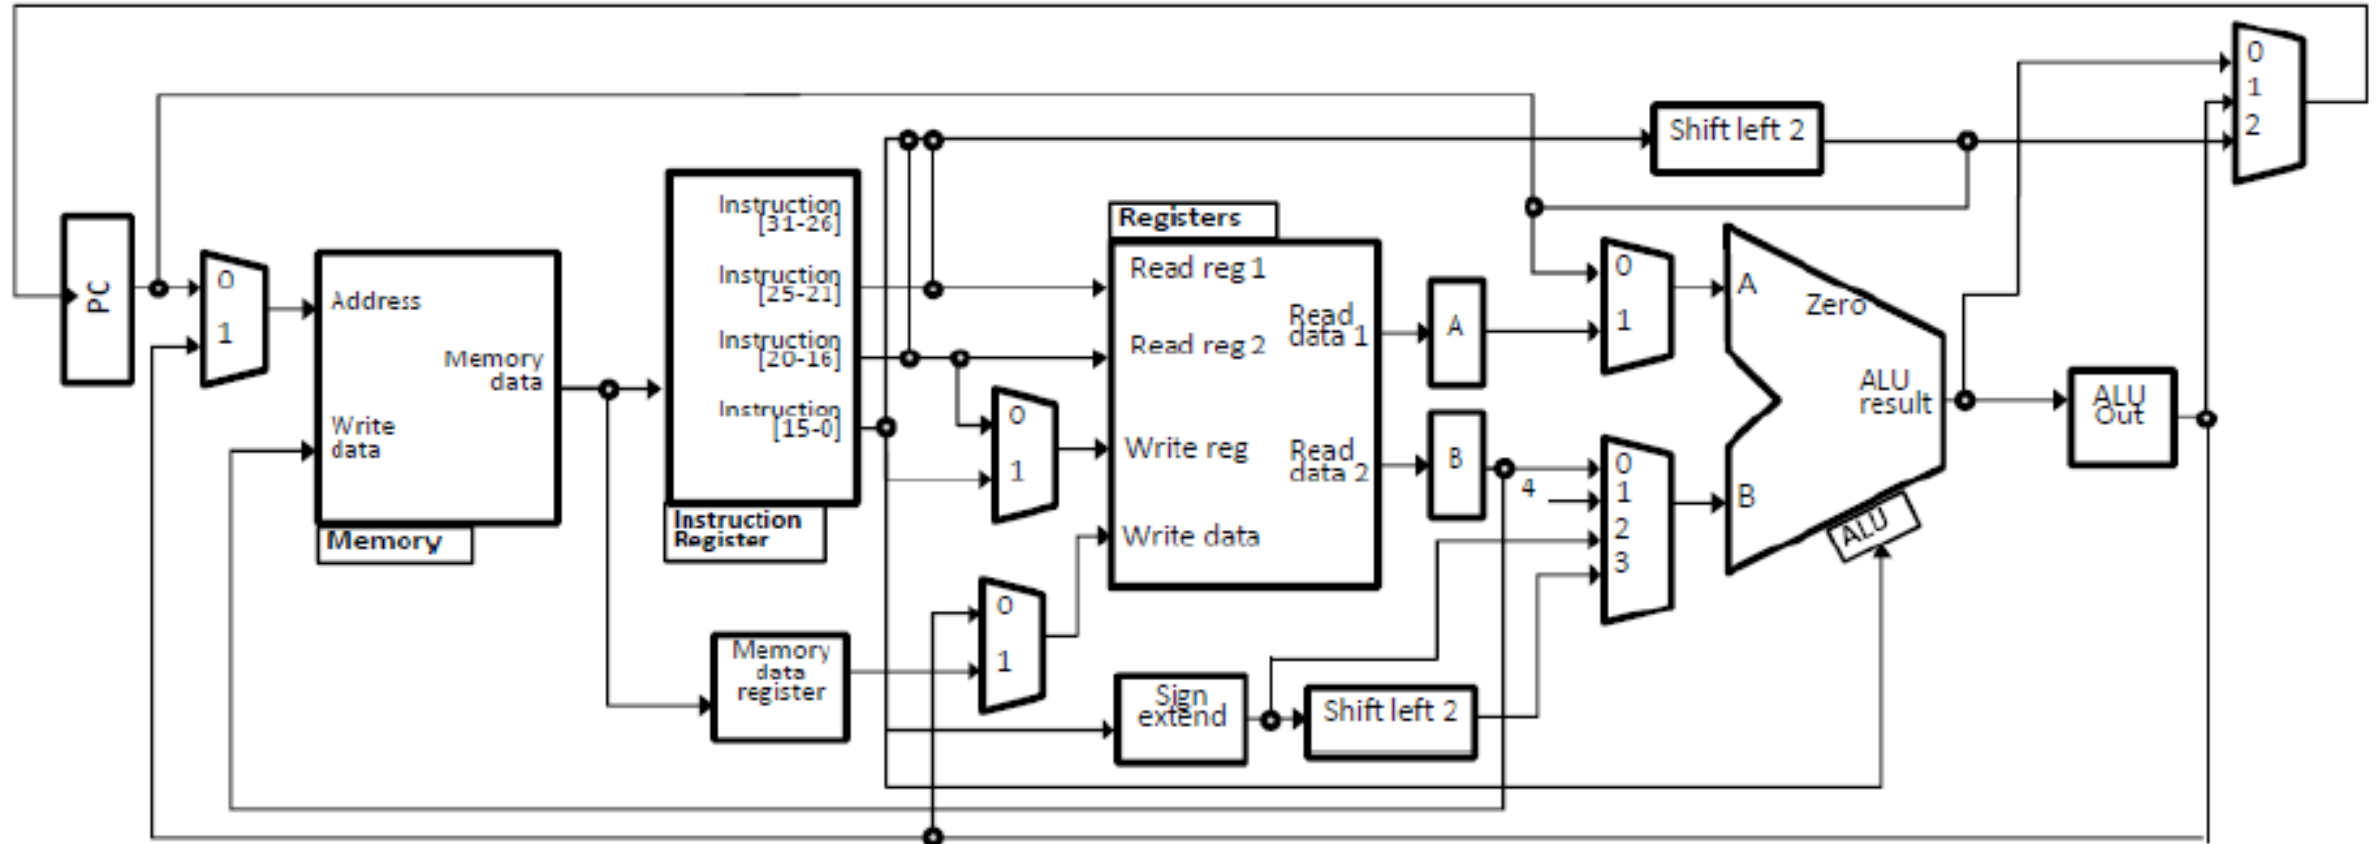 PC
0
1
Address
Memory
data
Write
data
Memory
Instruction
[31-26]
Instruction
[25-21]
Instruction
[20-16]
Instruction
[15-0]
Instruction
Register
Memory
data
register
0
1
0
1
Registers
Read reg 1
Read reg 2
Write reg
Write data
Read
data 1
Read
data 2
Sign
extend
Shift left 2
A
B
4
0
1
0
1
2
3
Shift left 2
A
B
Zero
ALU
result
ALU
ALU
Out
0
1
2